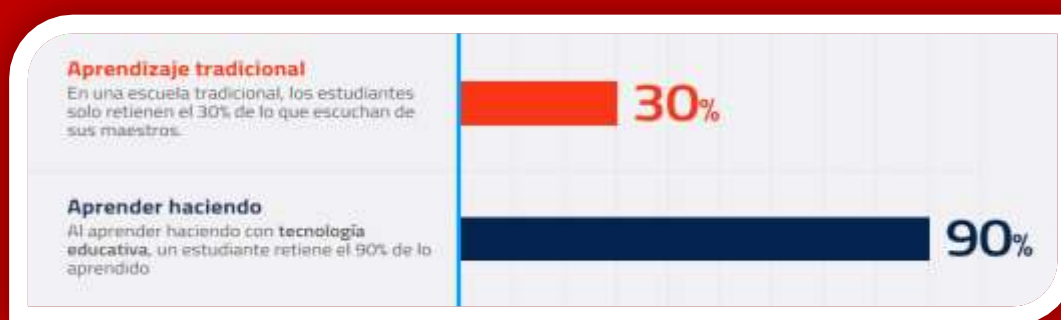 Aprendizaje tradicional
En una escuela tradicional, los estudiantes
solo retienen el 30% de lo que escuchan de
sus maestros.
30%
Aprender haciendo
Al aprender haciendo con tecnología
educativa, un estudiante retiene el 90% de lo
aprendido
90%